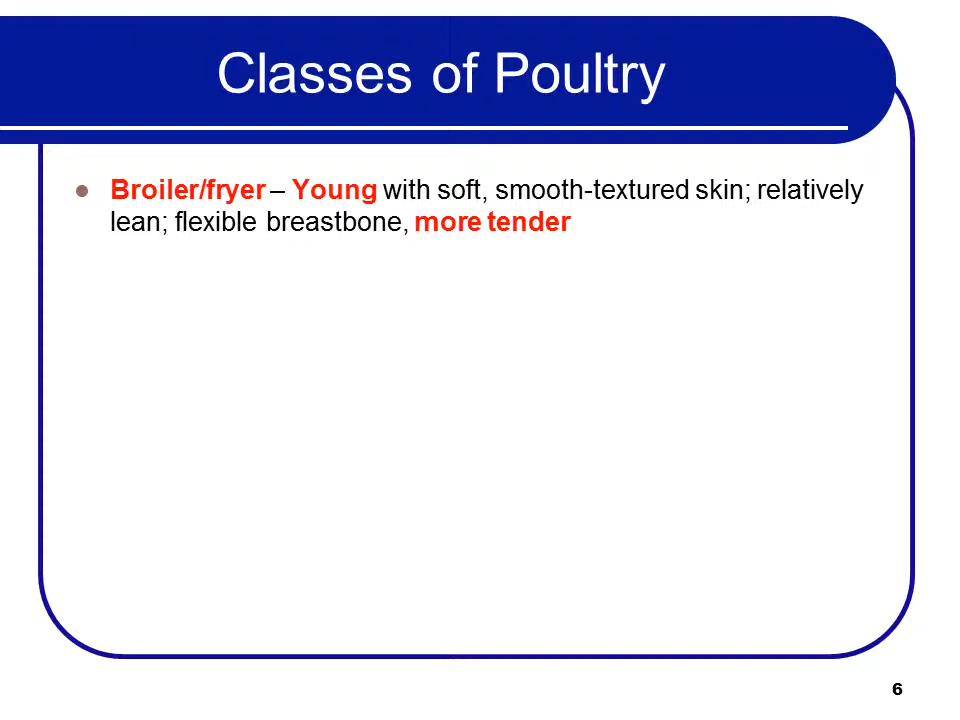 Classes of Poultry
Broiler/fryer – Young with soft, smooth-textured skin; relatively
lean; flexible breastbone, more tender
6